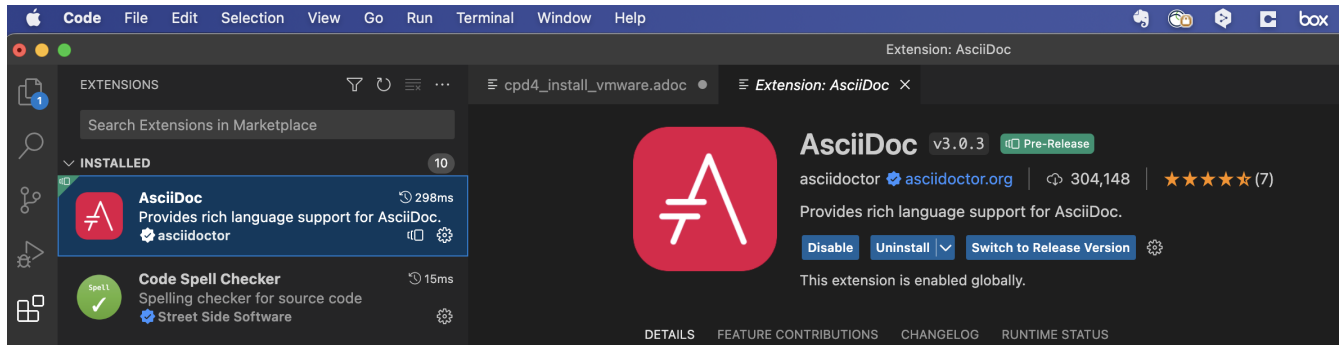 Code File Edit Selection View Go Run Terminal Window Help box
Extension: AsciiDoc
1
EXTENSIONS
Search Extensions in Marketplace
INSTALLED 10
AsciiDoc 298ms
Provides rich language support for AsciiDoc.
asciidoctor
Spell
Code Spell Checker 15ms
Spelling checker for source code
Street Side Software
cpd4_install_vmware.adoc
Extension: AsciiDoc
AsciiDoc v3.0.3 Pre-Release
asciidoctor asciidoctor.org 304,148 (7)
Provides rich language support for AsciiDoc.
Disable Uninstall Switch to Release Version
This extension is enabled globally.
DETAILS FEATURE CONTRIBUTIONS CHANGELOG RUNTIME STATUS